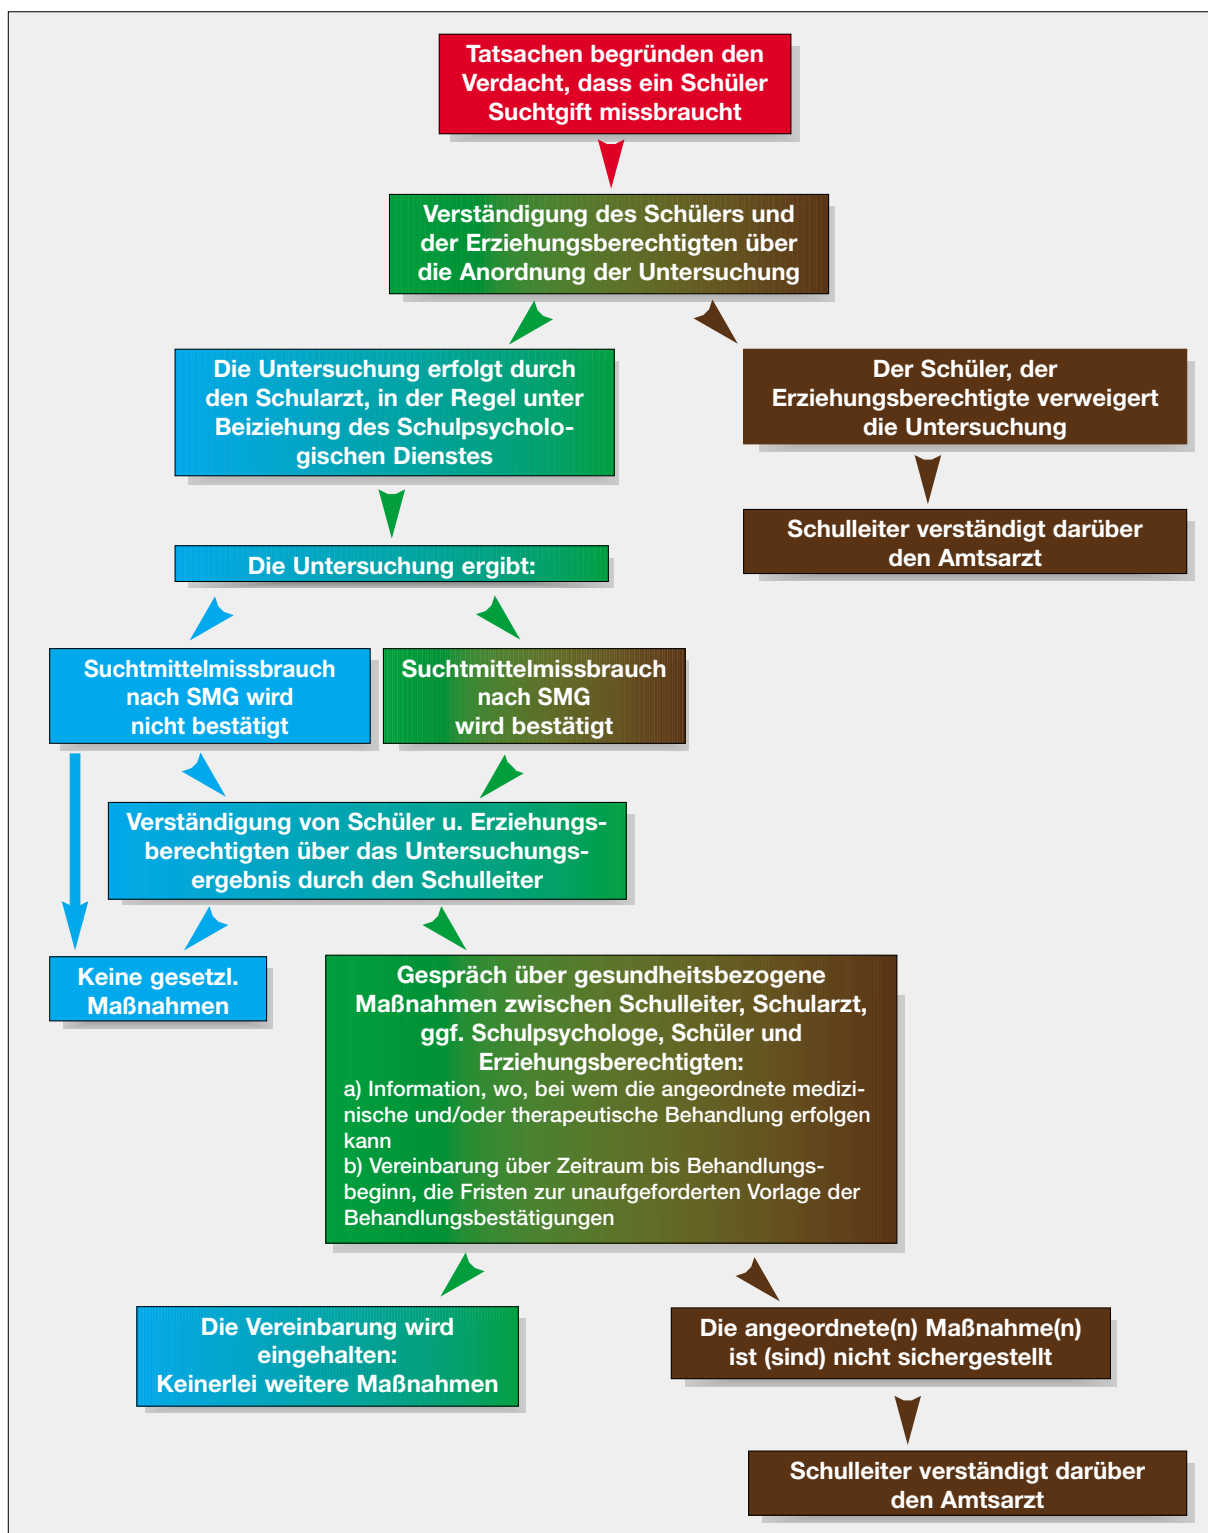 Tatsachen begründen den
Verdacht, dass ein Schüler
Suchtgift missbraucht
Verständigung des Schülers und
der Erziehungsberechtigten über
die Anordnung der Untersuchung
Die Untersuchung erfolgt durch
den Schularzt, in der Regel unter
Beiziehung des Schulpsycholo-
gischen Dienstes
Der Schüler, der
Erziehungsberechtigte verweigert
die Untersuchung
Schulleiter verständigt darüber
den Amtsarzt
Die Untersuchung ergibt:
Suchtmittelmissbrauch
nach SMG wird
nicht bestätigt
Suchtmittelmissbrauch
nach SMG
wird bestätigt
Verständigung von Schüler u. Erziehungs-
berechtigten über das Untersuchungs-
ergebnis durch den Schulleiter
Keine gesetzl.
Maßnahmen
Gespräch über gesundheitsbezogene
Maßnahmen zwischen Schulleiter, Schularzt,
ggf. Schulpsychologe, Schüler und
Erziehungsberechtigten:
a) Information, wo, bei wem die angeordnete medizi-
nische und/oder therapeutische Behandlung erfolgen
kann
b) Vereinbarung über Zeitraum bis Behandlungs-
beginn, die Fristen zur unaufgeforderten Vorlage der
Behandlungsbestätigungen
Die Vereinbarung wird
eingehalten:
Keinerlei weitere Maßnahmen
Die angeordnete(n) Maßnahme(n)
ist (sind) nicht sichergestellt
Schulleiter verständigt darüber
den Amtsarzt